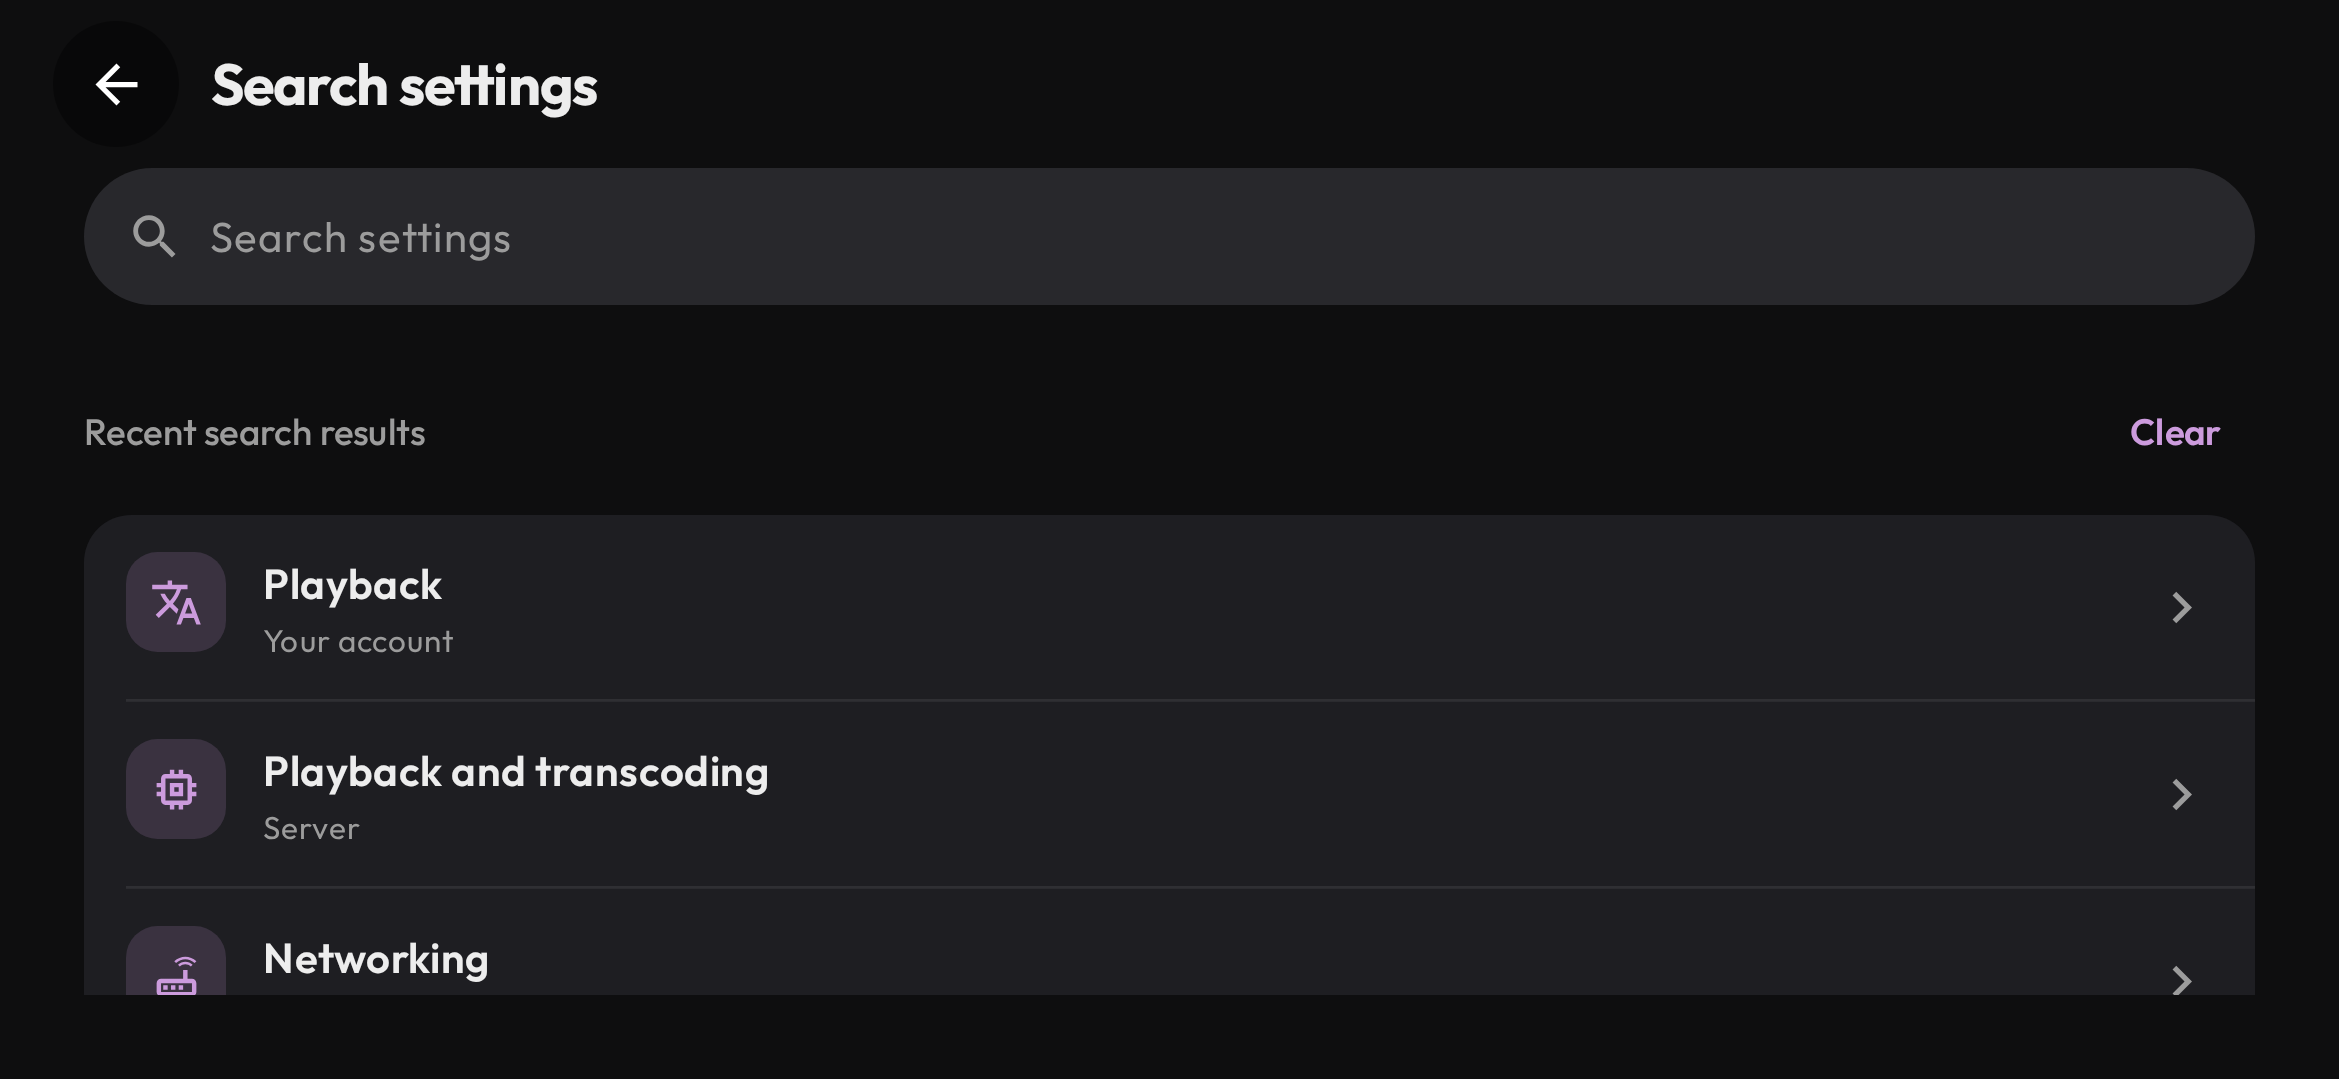 Search settings
Search settings
Recent search results
Clear
Playback
Your account
Playback and transcoding
Server
Networking